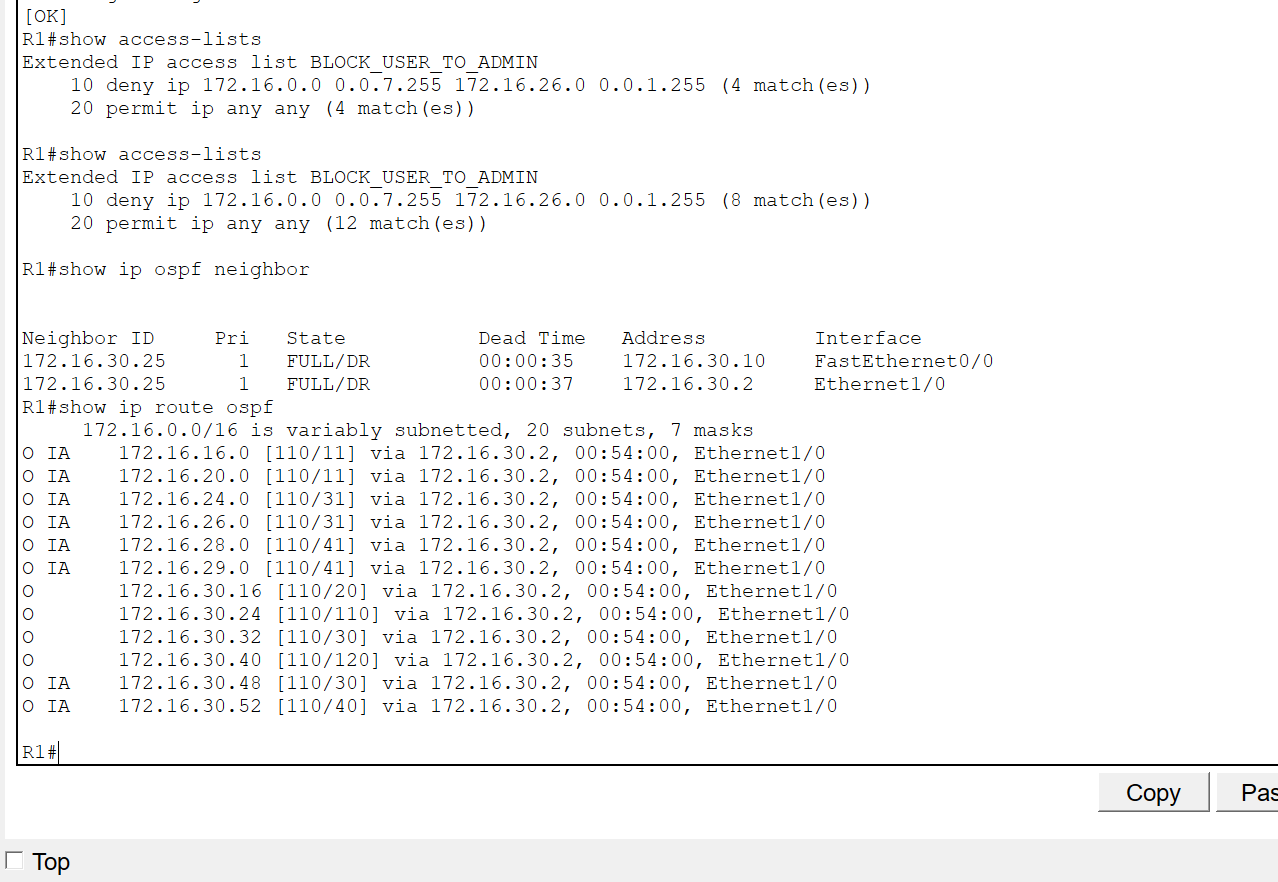 [OK]
R1#show access-lists
Extended IP access list BLOCK_USER_TO_ADMIN
    10 deny ip 172.16.0.0 0.0.7.255 172.16.26.0 0.0.1.255 (4 match(es))
    20 permit ip any any (4 match(es))

R1#show access-lists
Extended IP access list BLOCK_USER_TO_ADMIN
    10 deny ip 172.16.0.0 0.0.7.255 172.16.26.0 0.0.1.255 (8 match(es))
    20 permit ip any any (12 match(es))

R1#show ip ospf neighbor

Neighbor ID     Pri   State           Dead Time   Address         Interface
172.16.30.25      1   FULL/DR         00:00:35    172.16.30.10    FastEthernet0/0
172.16.30.25      1   FULL/DR         00:00:37    172.16.30.2     Ethernet1/0
R1#show ip route ospf
     172.16.0.0/16 is variably subnetted, 20 subnets, 7 masks
O IA    172.16.16.0 [110/11] via 172.16.30.2, 00:54:00, Ethernet1/0
O IA    172.16.20.0 [110/11] via 172.16.30.2, 00:54:00, Ethernet1/0
O IA    172.16.24.0 [110/31] via 172.16.30.2, 00:54:00, Ethernet1/0
O IA    172.16.26.0 [110/31] via 172.16.30.2, 00:54:00, Ethernet1/0
O IA    172.16.28.0 [110/41] via 172.16.30.2, 00:54:00, Ethernet1/0
O IA    172.16.29.0 [110/41] via 172.16.30.2, 00:54:00, Ethernet1/0
O       172.16.30.16 [110/20] via 172.16.30.2, 00:54:00, Ethernet1/0
O       172.16.30.24 [110/110] via 172.16.30.2, 00:54:00, Ethernet1/0
O       172.16.30.32 [110/30] via 172.16.30.2, 00:54:00, Ethernet1/0
O       172.16.30.40 [110/120] via 172.16.30.2, 00:54:00, Ethernet1/0
O IA    172.16.30.48 [110/30] via 172.16.30.2, 00:54:00, Ethernet1/0
O IA    172.16.30.52 [110/40] via 172.16.30.2, 00:54:00, Ethernet1/0

R1#
Copy Pas
Top